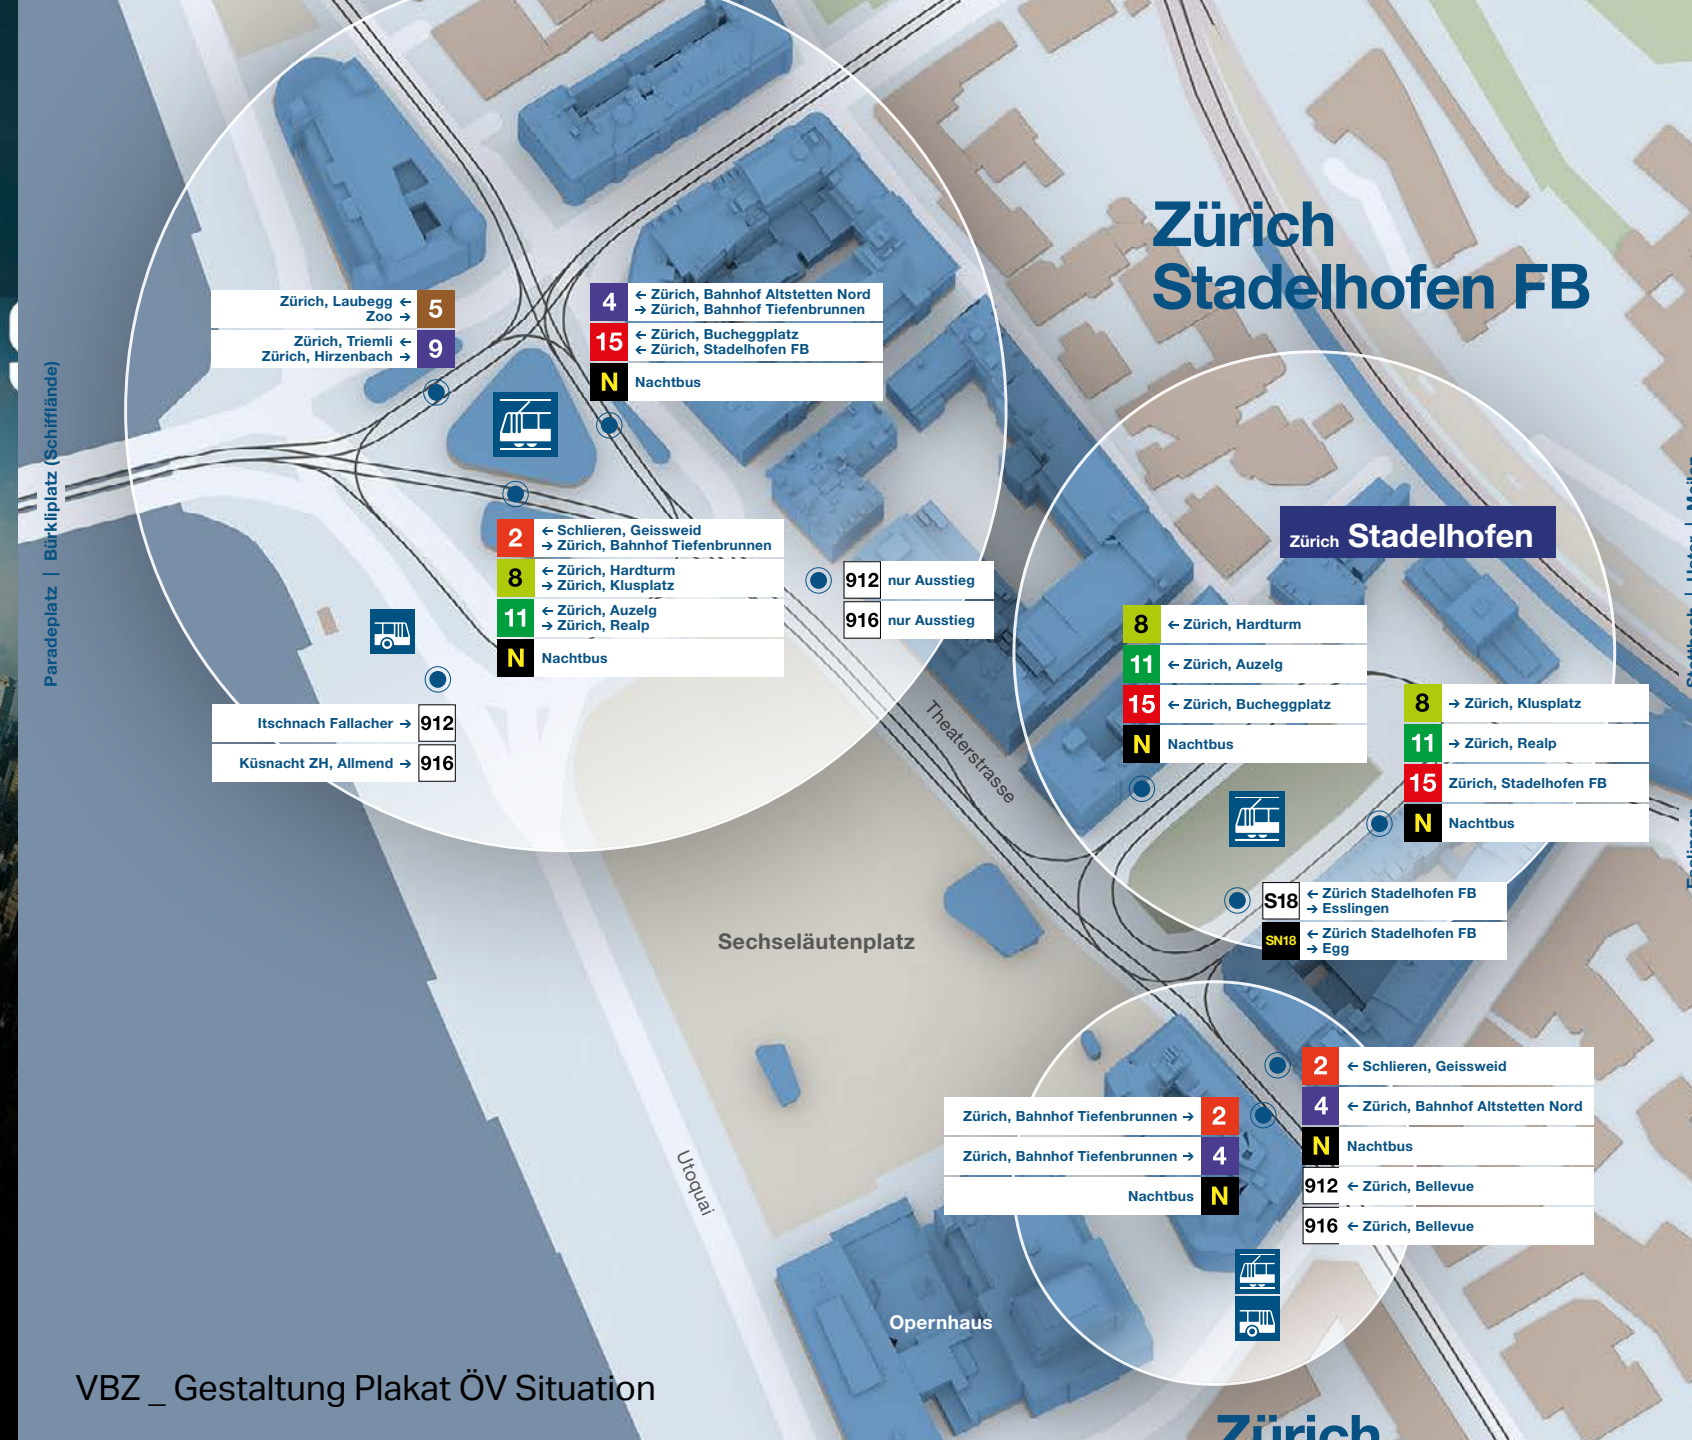 Zürich
Stadelhofen FB
Zürich, Laubegg ←
Zoo →
5
Zürich, Triemli ←
Zürich, Hirzenbach →
9
4
← Zürich, Bahnhof Altstetten Nord
→ Zürich, Bahnhof Tiefenbrunnen
15
← Zürich, Bucheggplatz
← Zürich, Stadelhofen FB
N
Nachtbus
Paradeplatz | Bürkliplatz (Schifflände)
2
← Schlieren, Geissweid
→ Zürich, Bahnhof Tiefenbrunnen
8
← Zürich, Hardturm
→ Zürich, Klusplatz
11
← Zürich, Auzelg
→ Zürich, Realp
N
Nachtbus
912 nur Ausstieg
916 nur Ausstieg
Itschnach Fallacher → 912
Küsnacht ZH, Allmend → 916
Zürich Stadelhofen
8 ← Zürich, Hardturm
11 ← Zürich, Auzelg
15 ← Zürich, Bucheggplatz
N Nachtbus
8 → Zürich, Klusplatz
11 → Zürich, Realp
15 Zürich, Stadelhofen FB
N Nachtbus
S18
← Zürich Stadelhofen FB
→ Esslingen
SN18
← Zürich Stadelhofen FB
→ Egg
Theaterstrasse
Sechseläutenplatz
Utoquai
Zürich, Bahnhof Tiefenbrunnen → 2
Zürich, Bahnhof Tiefenbrunnen → 4
Nachtbus N
2 ← Schlieren, Geissweid
4 ← Zürich, Bahnhof Altstetten Nord
N Nachtbus
912 ← Zürich, Bellevue
916 ← Zürich, Bellevue
Opernhaus
VBZ _ Gestaltung Plakat ÖV Situation
Zürich